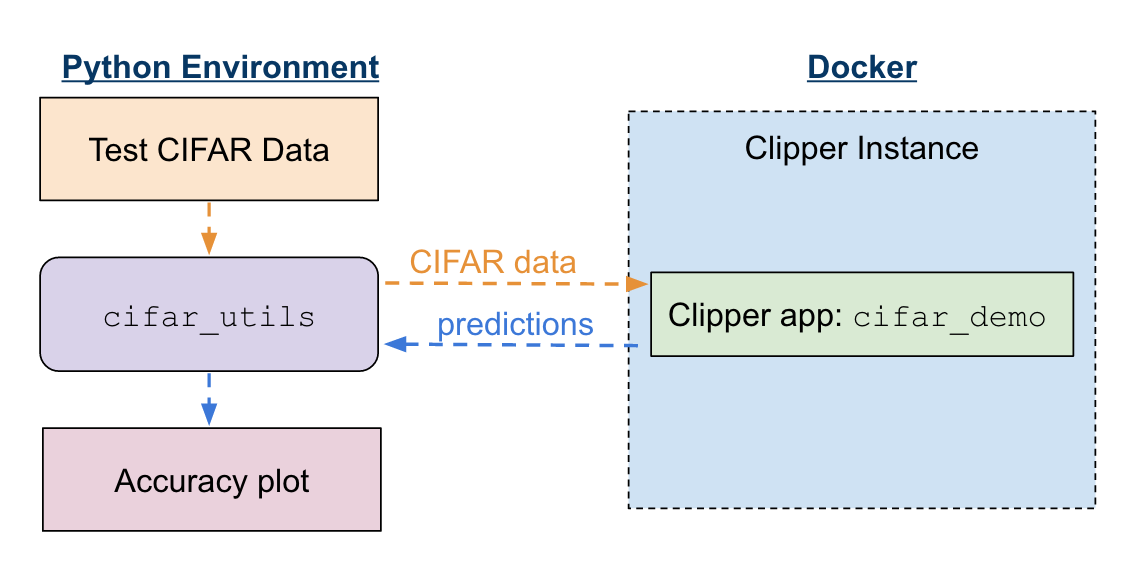 Python Environment
Docker
Test CIFAR Data
Clipper Instance
CIFAR data
cifar_utils
predictions
Clipper app: cifar_demo
Accuracy plot